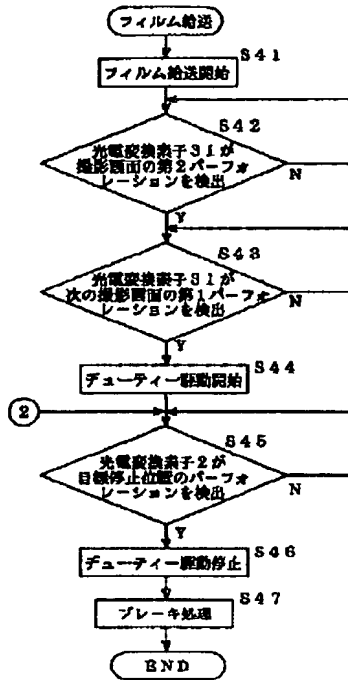 フィルム給送
S41
フィルム給送開始
S42
光電変換素子31が
撮影画面の第2パーフォ
レーションを検出
N
Y
S43
光電変換素子31が
次の撮影画面の第1パーフォ
レーションを検出
N
Y
S44
デューティー駆動開始
2
S45
光電変換素子2が
目標停止位置のパーフォ
レーションを検出
N
Y
S46
デューティー駆動停止
S47
ブレーキ処理
END